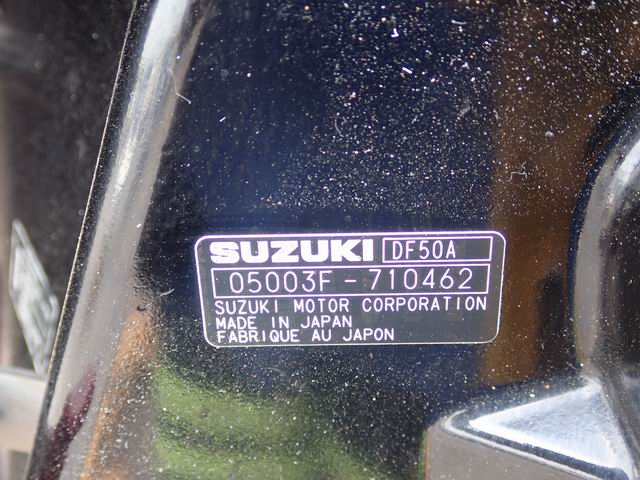 SUZUKI DF50A
05003F-710462
SUZUKI MOTOR CORPORATION
MADE IN JAPAN
FABRIQUE AU JAPON